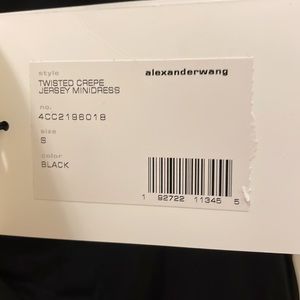 style
TWISTED CREPE
JERSEY MINIDRESS
no.
4CC2196018
size
S
color
BLACK
alexanderwang
1 92722 11345 5